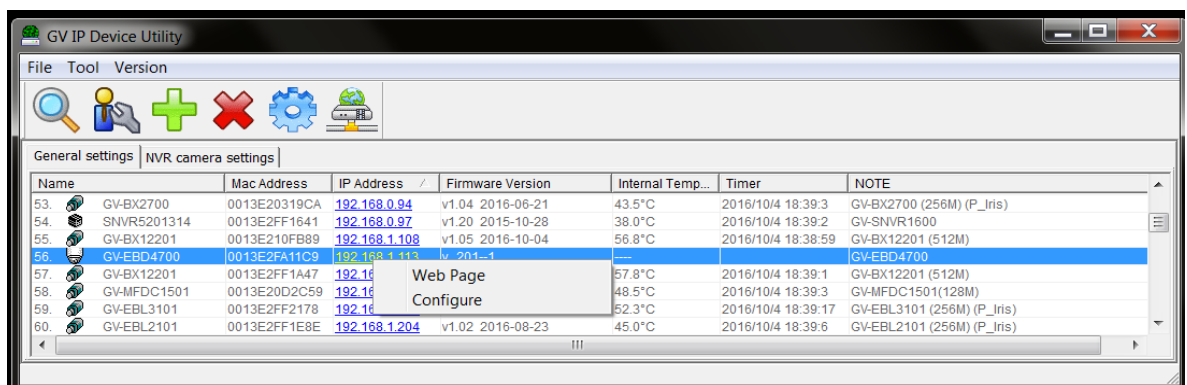 GV IP Device Utility
File Tool Version
General settings NVR camera settings
Name Mac Address IP Address Firmware Version Internal Temp... Timer NOTE
53. GV-BX2700 0013E20319CA 192.168.0.94 v1.04 2016-06-21 43.5°C 2016/10/4 18:39:3 GV-BX2700 (256M) (P_Iris)
54. SNVR5201314 0013E2FF1641 192.168.0.97 v1.20 2015-10-28 38.0°C 2016/10/4 18:39:2 GV-SNVR1600
55. GV-BX12201 0013E210FB89 192.168.1.108 v1.05 2016-10-04 56.8°C 2016/10/4 18:38:59 GV-BX12201 (512M)
56. GV-EBD4700 0013E2FA11C9 192.168.1.113 v_201--1 ---- GV-EBD4700
57. GV-BX12201 0013E2FF1A47 192.16 57.8°C 2016/10/4 18:39:1 GV-BX12201 (512M)
Web Page
58. GV-MFDC1501 0013E20D2C59 192.16 48.5°C 2016/10/4 18:39:3 GV-MFDC1501(128M)
Configure
59. GV-EBL3101 0013E2FF2178 192.16 52.3°C 2016/10/4 18:39:17 GV-EBL3101 (256M) (P_Iris)
60. GV-EBL2101 0013E2FF1E8E 192.168.1.204 v1.02 2016-08-23 45.0°C 2016/10/4 18:39:6 GV-EBL2101 (256M) (P_Iris)